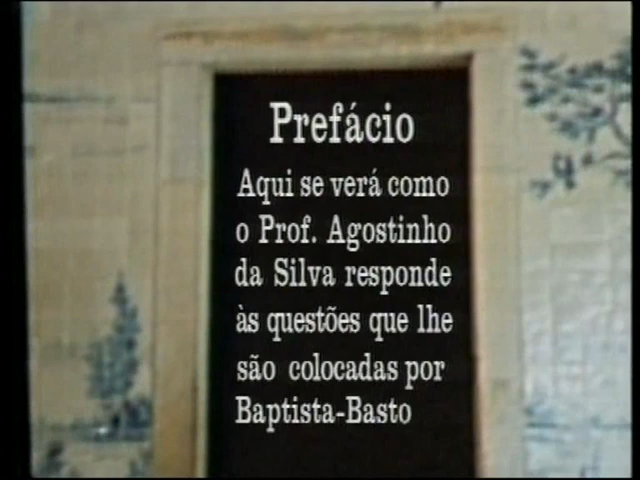 Prefácio
Aqui se verá como
o Prof. Agostinho
da Silva responde
às questões que lhe
são colocadas por
Baptista-Basto